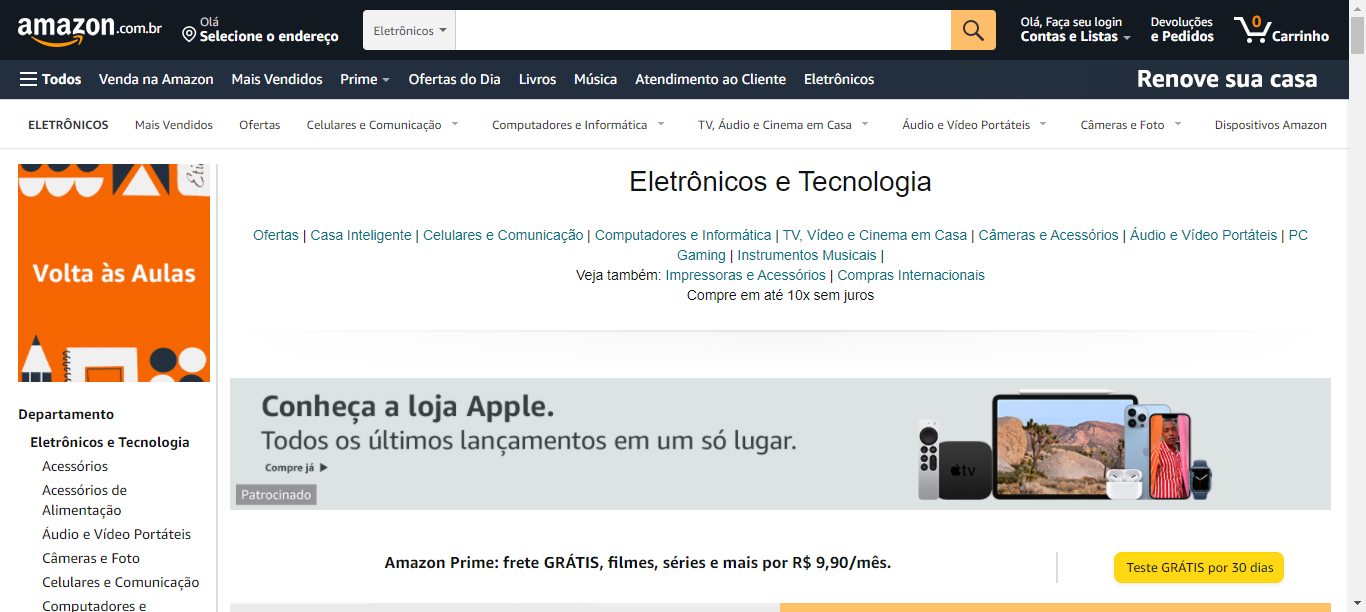 amazon.com.br
Olá
Selecione o endereço
Eletrônicos
Olá, Faça seu login
Contas e Listas
Devoluções
e Pedidos
0
Carrinho
Todos Venda na Amazon Mais Vendidos Prime Ofertas do Dia Livros Música Atendimento ao Cliente Eletrônicos Renove sua casa
ELETRÔNICOS Mais Vendidos Ofertas Celulares e Comunicação Computadores e Informática TV, Áudio e Cinema em Casa Áudio e Vídeo Portáteis Câmeras e Foto Dispositivos Amazon
Volta às Aulas
Departamento
Eletrônicos e Tecnologia
Acessórios
Acessórios de
Alimentação
Áudio e Vídeo Portáteis
Câmeras e Foto
Celulares e Comunicação
Computadores e
Eletrônicos e Tecnologia
Ofertas | Casa Inteligente | Celulares e Comunicação | Computadores e Informática | TV, Vídeo e Cinema em Casa | Câmeras e Acessórios | Áudio e Vídeo Portáteis | PC
Gaming | Instrumentos Musicais |
Veja também: Impressoras e Acessórios | Compras Internacionais
Compre em até 10x sem juros
Conheça a loja Apple.
Todos os últimos lançamentos em um só lugar.
Compre já
Patrocinado
tv
Amazon Prime: frete GRÁTIS, filmes, séries e mais por R$ 9,90/mês.
Teste GRÁTIS por 30 dias